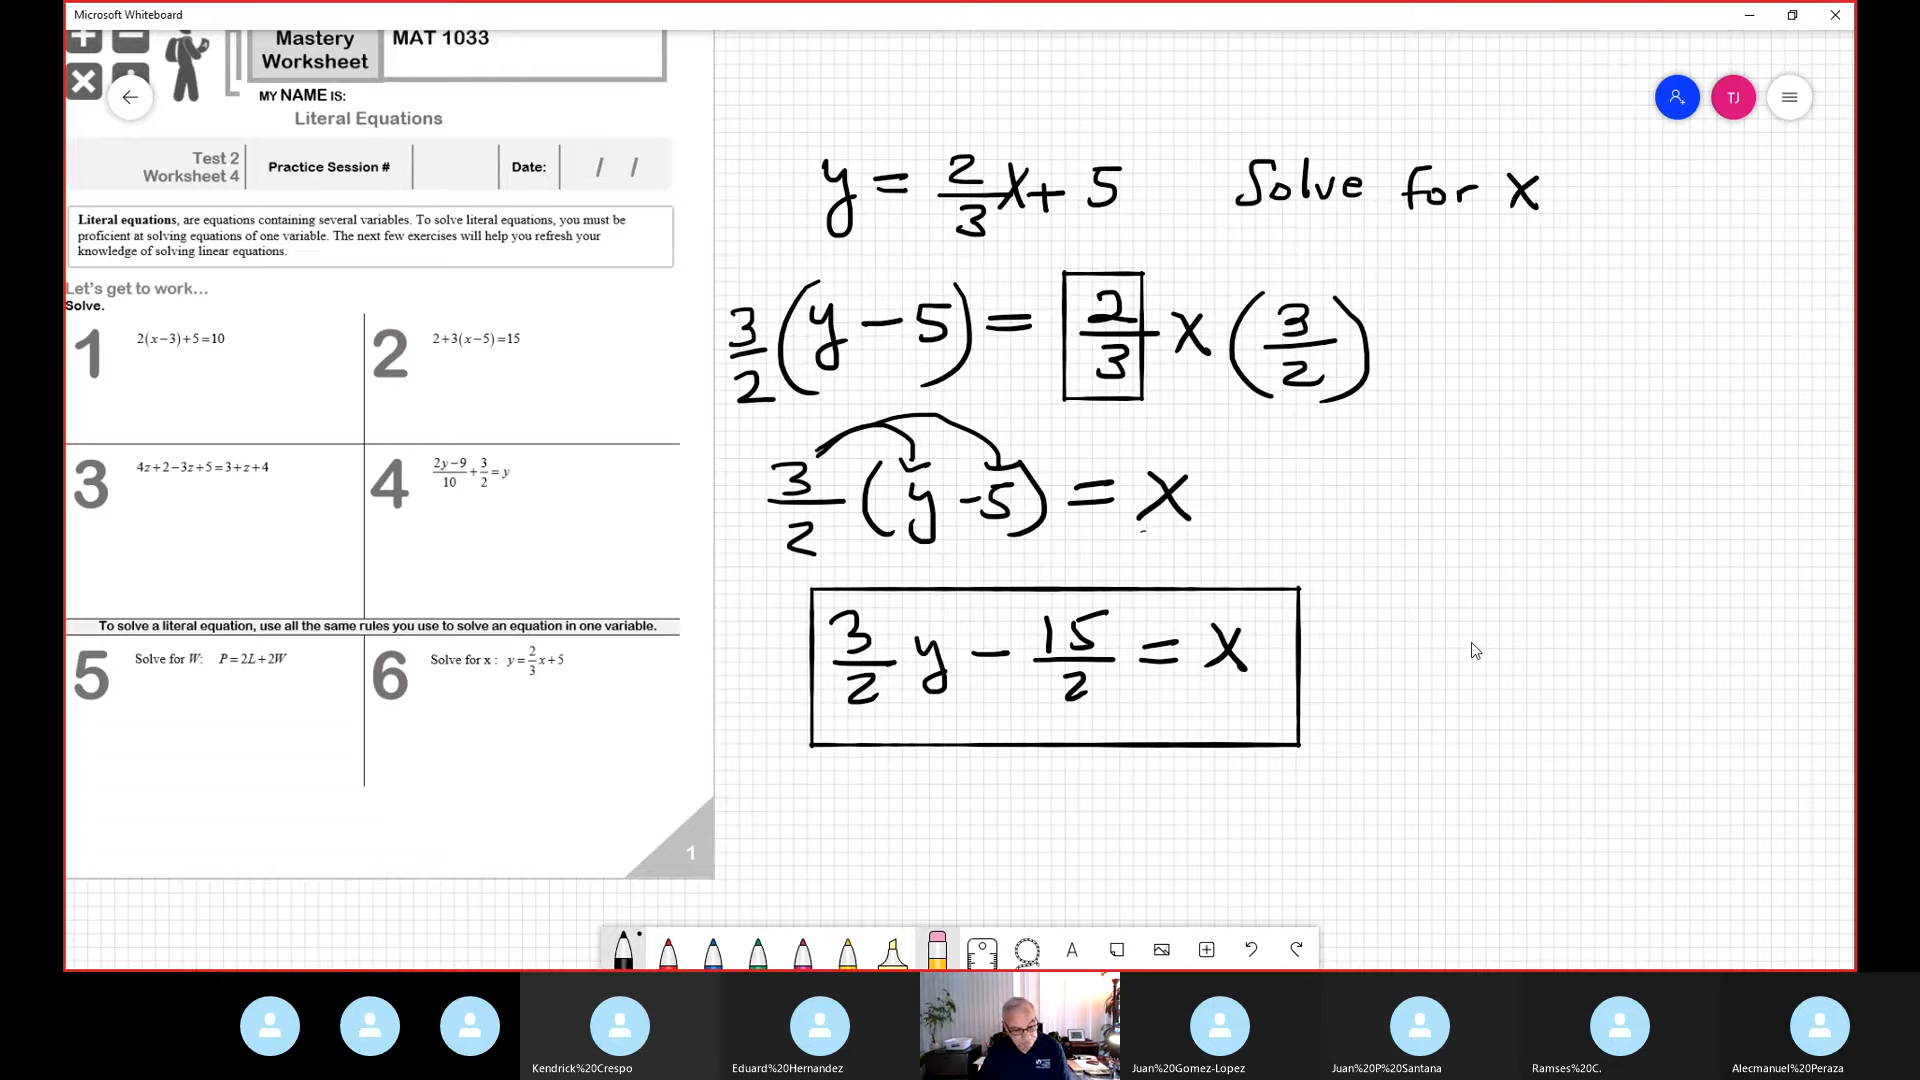 Microsoft Whiteboard
Mastery
Worksheet
MAT 1033
MY NAME IS:
Literal Equations
Test 2
Worksheet 4
Practice Session #
Date:
/ /
Literal equations, are equations containing several variables. To solve literal equations, you must be
proficient at solving equations of one variable. The next few exercises will help you refresh your
knowledge of solving linear equations.
Let's get to work...
Solve.
1 2(x−3)+5=10
2 2+3(x−5)=15
3 4z+2−3z+5=3+z+4
4 (2y−9)/10 + 3/2 = y
To solve a literal equation, use all the same rules you use to solve an equation in one variable.
5 Solve for W: P=2L+2W
6 Solve for x : y=2/3 x+5
1
TJ
y = 2/3 x + 5 Solve for x
3/2 (y − 5) = 2/3 x (3/2)
3/2 (y − 5) = x
3/2 y − 15/2 = x
A
Kendrick%20Crespo
Eduard%20Hernandez
Juan%20Gomez-Lopez
Juan%20P%20Santana
Ramses%20C.
Alecmanuel%20Peraza